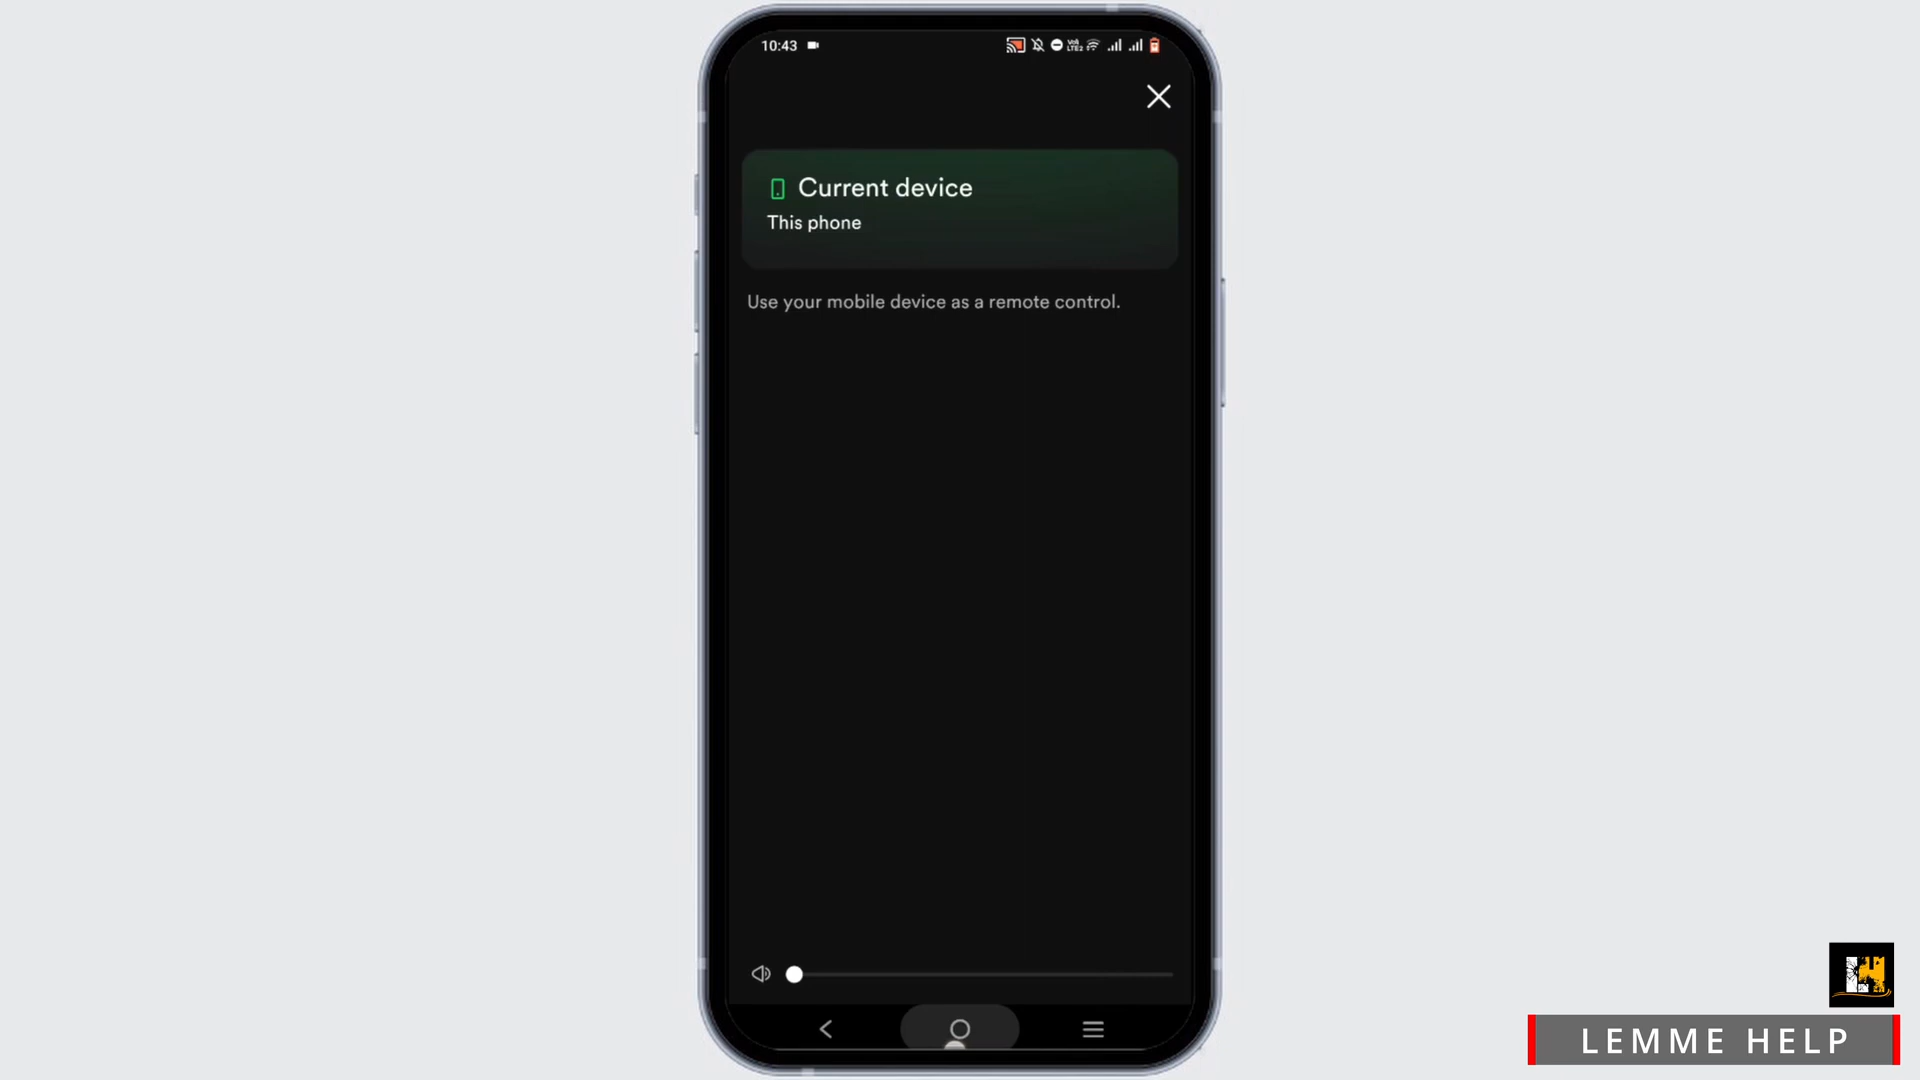 10:43
Current device
This phone
Use your mobile device as a remote control.
LEMME HELP